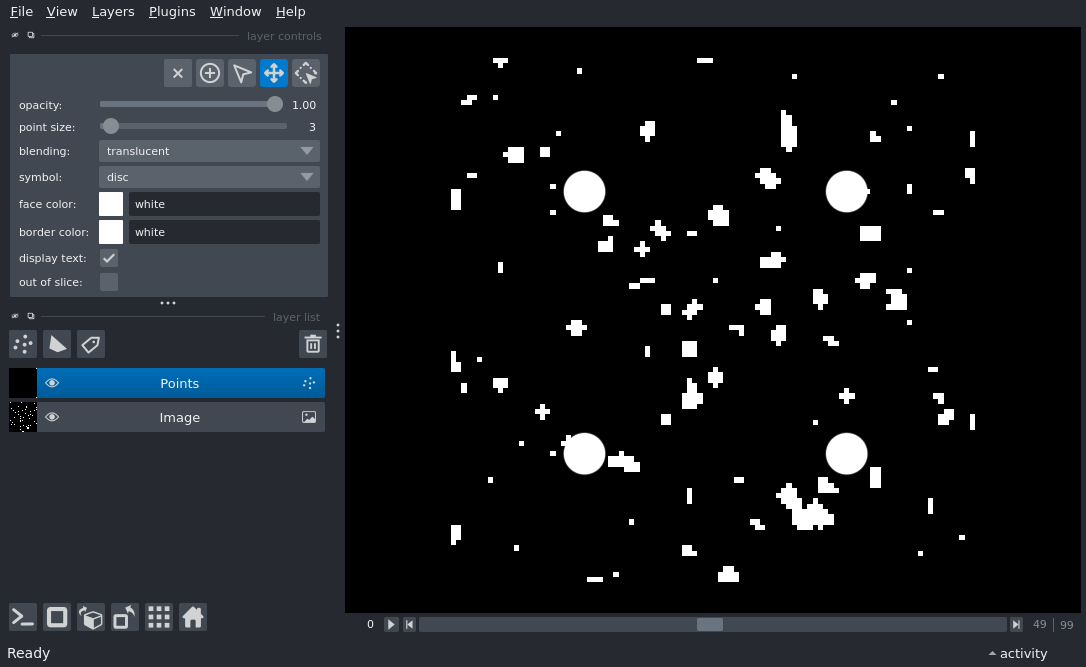 File View Layers Plugins Window Help
layer controls
opacity: 1.00
point size: 3
blending: translucent
symbol: disc
face color: white
border color: white
display text:
out of slice:
layer list
Points
Image
0 49 | 99
Ready activity